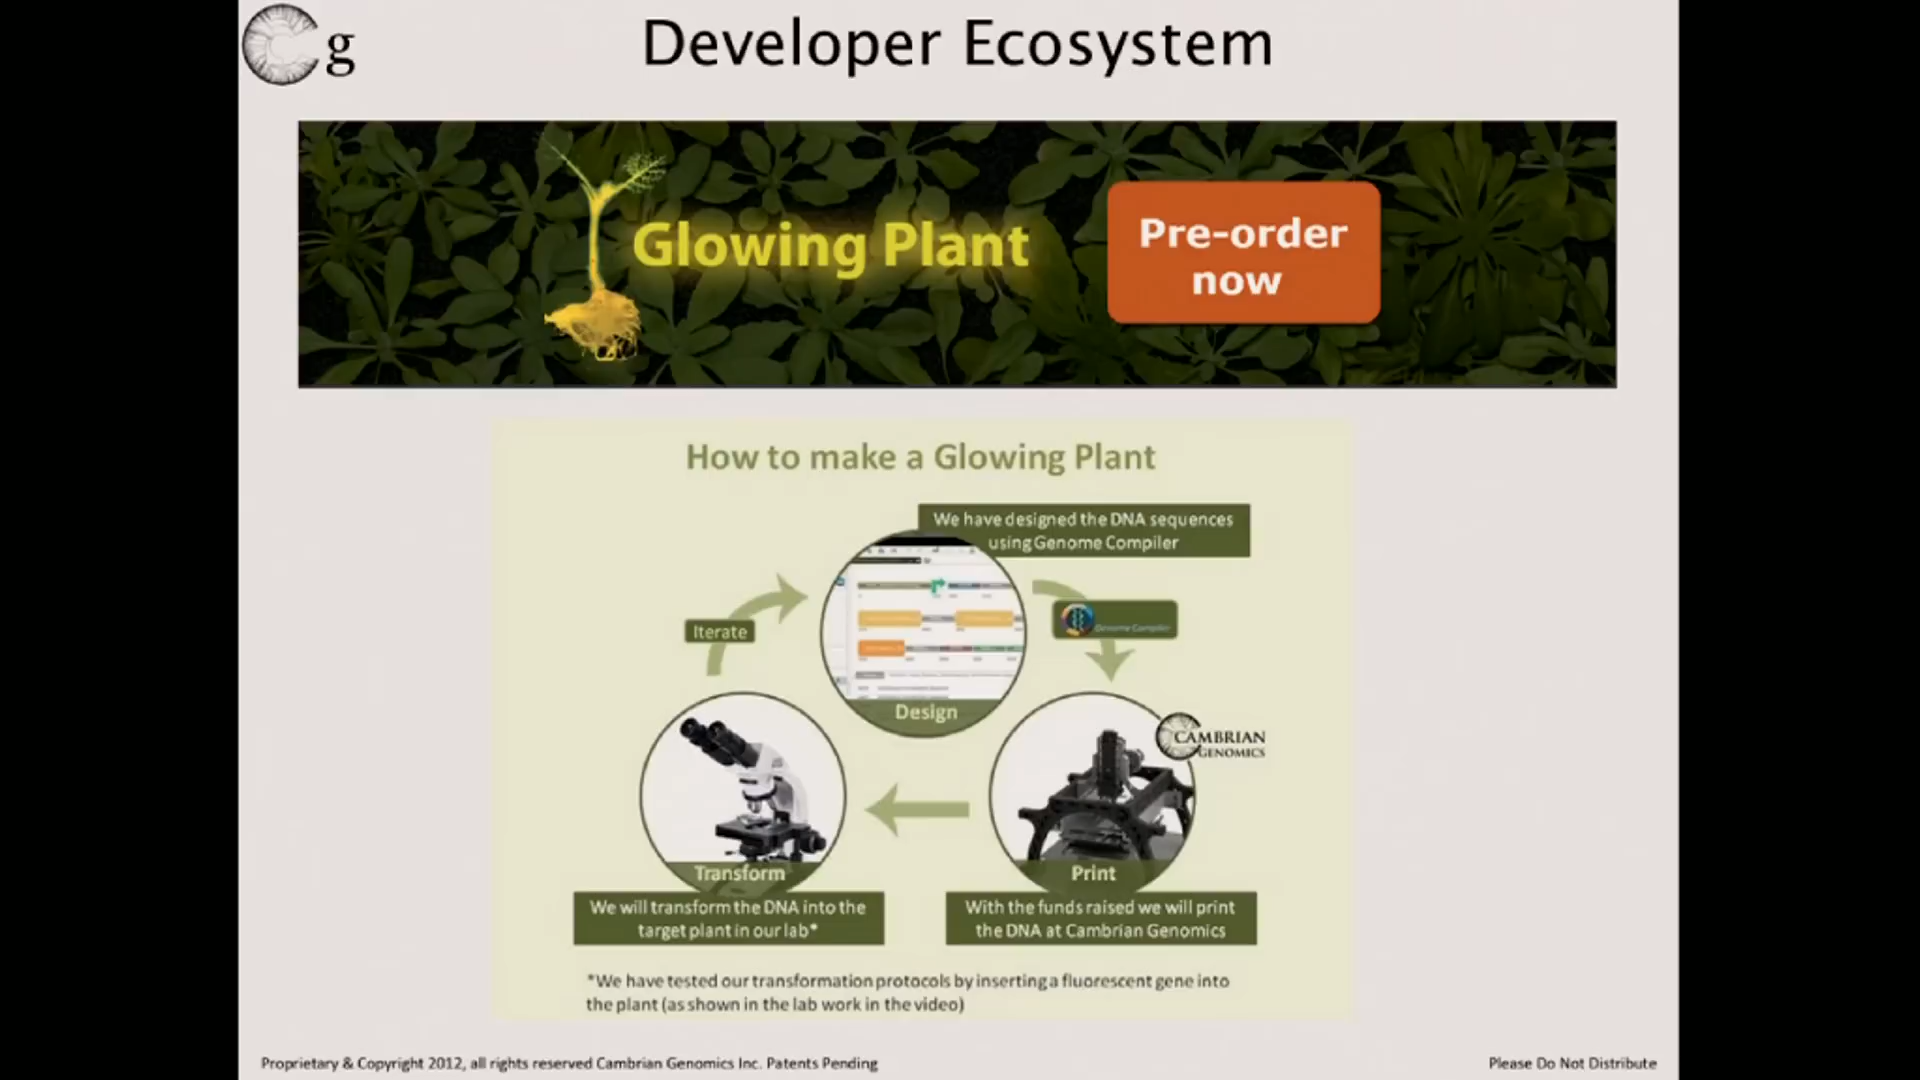 Cg
Developer Ecosystem
Glowing Plant
Pre-order
now
How to make a Glowing Plant
We have designed the DNA sequences
using Genome Compiler
Iterate
Genome Compiler
Design
CAMBRIAN
GENOMICS
Transform
Print
We will transform the DNA into the
target plant in our lab*
With the funds raised we will print
the DNA at Cambrian Genomics
*We have tested our transformation protocols by inserting a fluorescent gene into
the plant (as shown in the lab work in the video)
Proprietary & Copyright 2012, all rights reserved Cambrian Genomics Inc. Patents Pending
Please Do Not Distribute